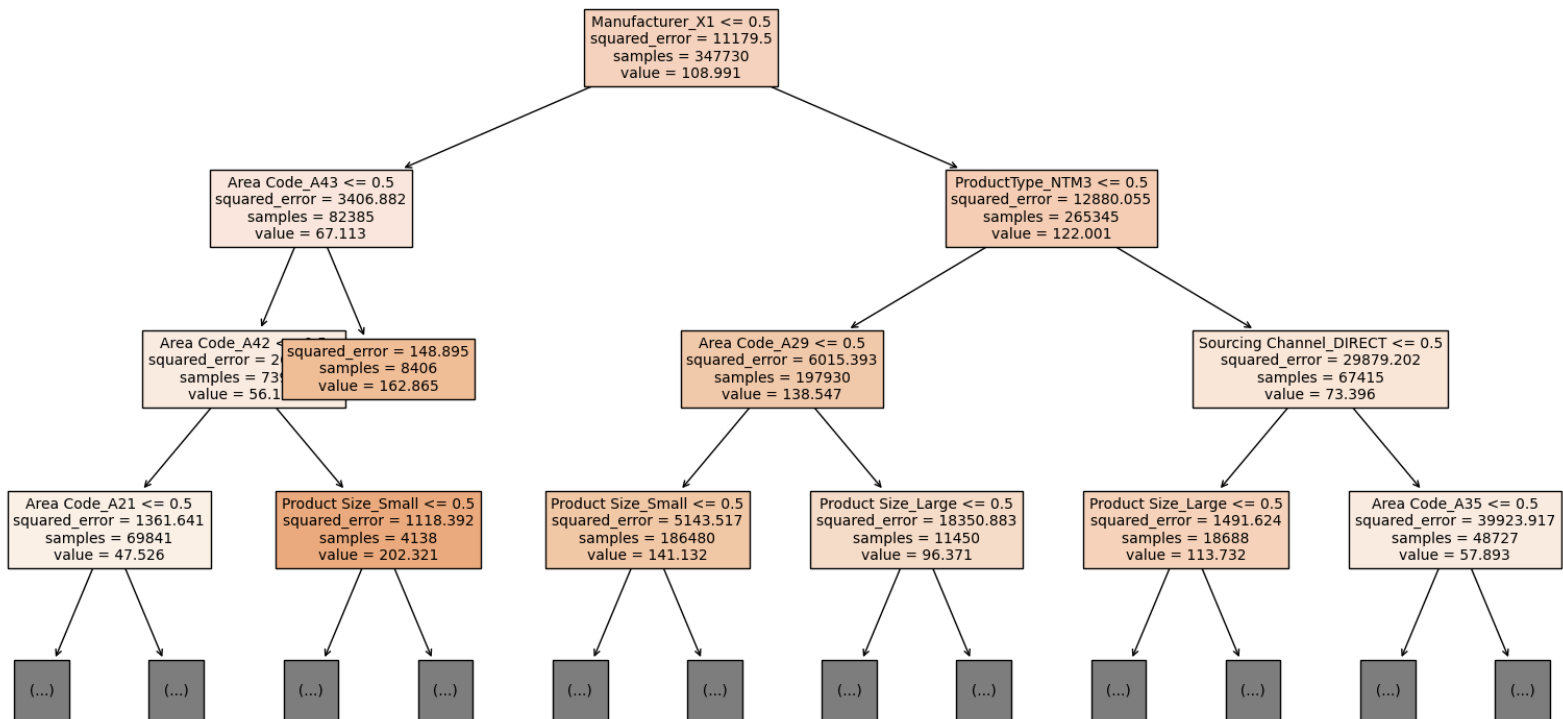 Manufacturer_X1 <= 0.5
squared_error = 11179.5
samples = 347730
value = 108.991
Area Code_A43 <= 0.5
squared_error = 3406.882
samples = 82385
value = 67.113
ProductType_NTM3 <= 0.5
squared_error = 12880.055
samples = 265345
value = 122.001
Area Code_A42
squared_error =
samples =
value =
squared_error = 148.895
samples = 8406
value = 162.865
Area Code_A29 <= 0.5
squared_error = 6015.393
samples = 197930
value = 138.547
Sourcing Channel_DIRECT <= 0.5
squared_error = 29879.202
samples = 67415
value = 73.396
Area Code_A21 <= 0.5
squared_error = 1361.641
samples = 69841
value = 47.526
Product Size_Small <= 0.5
squared_error = 1118.392
samples = 4138
value = 202.321
Product Size_Small <= 0.5
squared_error = 5143.517
samples = 186480
value = 141.132
Product Size_Large <= 0.5
squared_error = 18350.883
samples = 11450
value = 96.371
Product Size_Large <= 0.5
squared_error = 1491.624
samples = 18688
value = 113.732
Area Code_A35 <= 0.5
squared_error = 39923.917
samples = 48727
value = 57.893
(...)
(...)
(...)
(...)
(...)
(...)
(...)
(...)
(...)
(...)
(...)
(...)